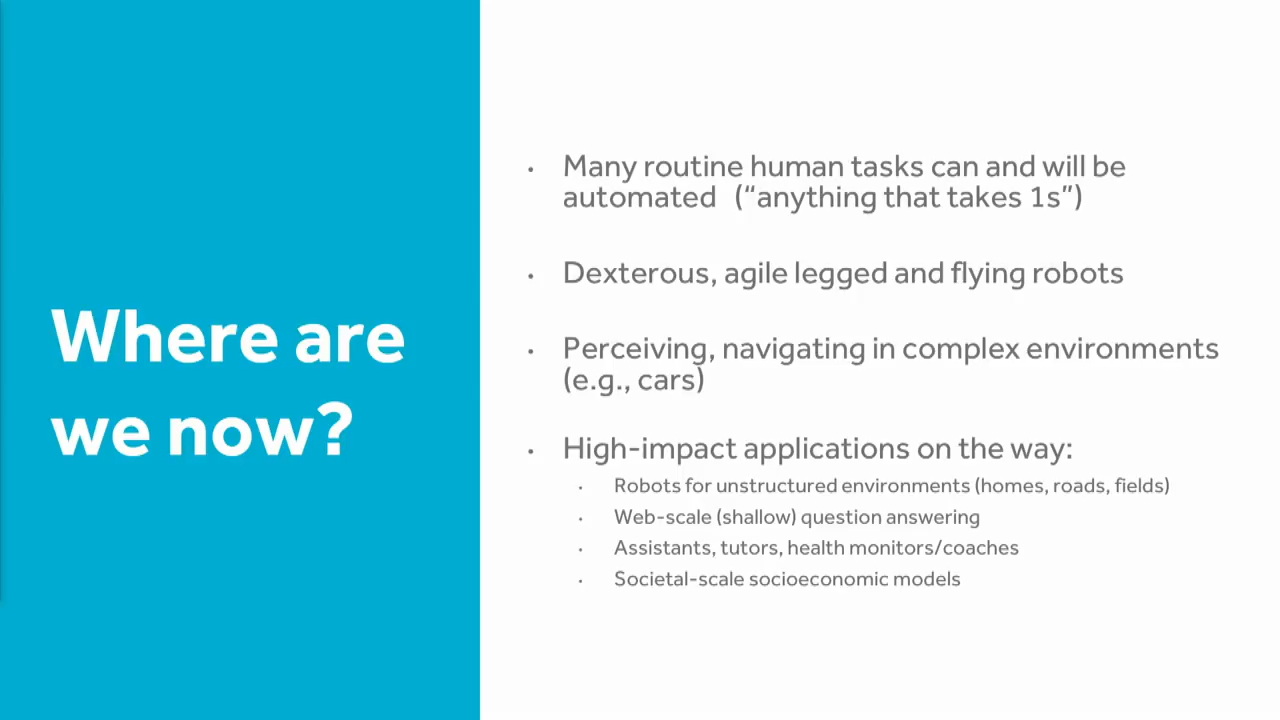 Where are
we now?
• Many routine human tasks can and will be
automated (“anything that takes 1s”)
• Dexterous, agile legged and flying robots
• Perceiving, navigating in complex environments
(e.g., cars)
• High-impact applications on the way:
• Robots for unstructured environments (homes, roads, fields)
• Web-scale (shallow) question answering
• Assistants, tutors, health monitors/coaches
• Societal-scale socioeconomic models